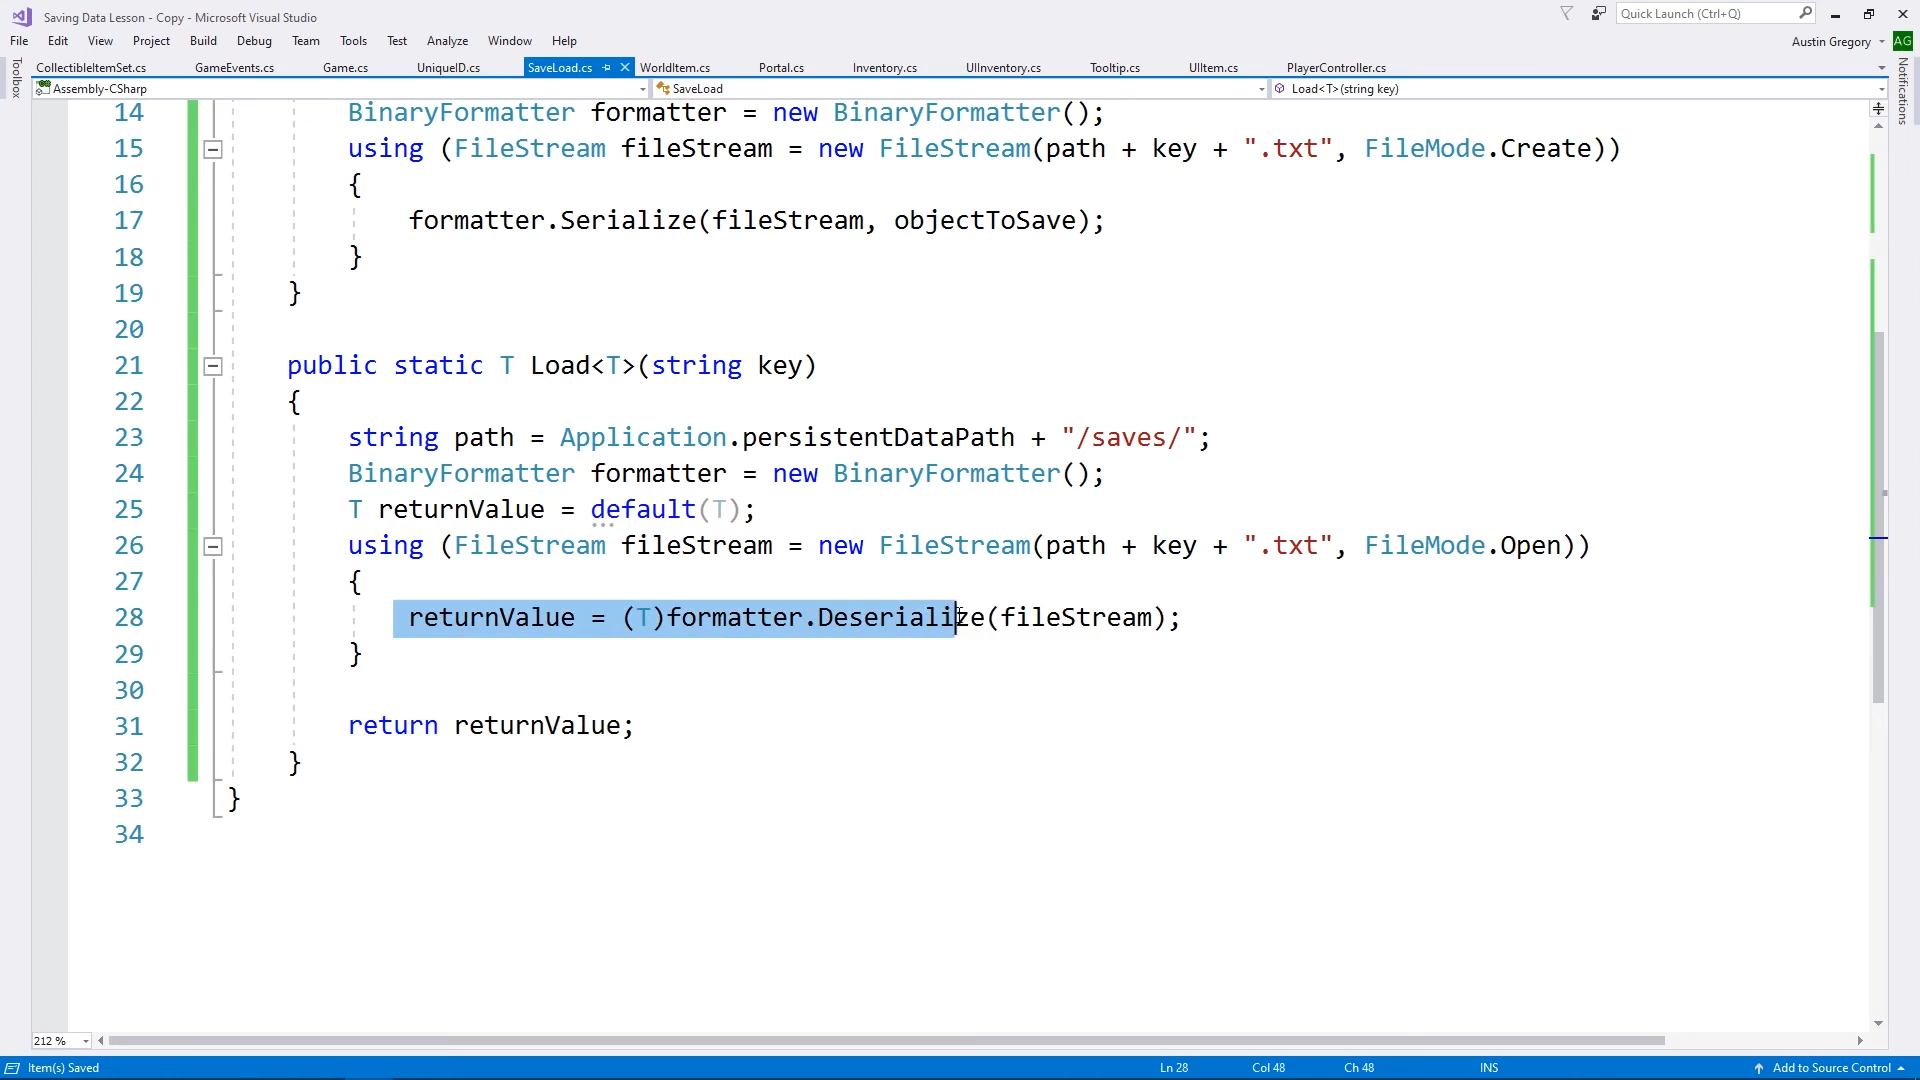 Saving Data Lesson - Copy - Microsoft Visual Studio
Quick Launch (Ctrl+Q)
File Edit View Project Build Debug Team Tools Test Analyze Window Help
Austin Gregory AG
Toolbox
CollectibleItemSet.cs GameEvents.cs Game.cs UniqueID.cs SaveLoad.cs WorldItem.cs Portal.cs Inventory.cs UIInventory.cs Tooltip.cs UIItem.cs PlayerController.cs
Notifications
Assembly-CSharp SaveLoad Load<T>(string key)
14 BinaryFormatter formatter = new BinaryFormatter();
15 using (FileStream fileStream = new FileStream(path + key + ".txt", FileMode.Create))
16 {
17 formatter.Serialize(fileStream, objectToSave);
18 }
19 }
20
21 public static T Load<T>(string key)
22 {
23 string path = Application.persistentDataPath + "/saves/";
24 BinaryFormatter formatter = new BinaryFormatter();
25 T returnValue = default(T);
26 using (FileStream fileStream = new FileStream(path + key + ".txt", FileMode.Open))
27 {
28 returnValue = (T)formatter.Deserialize(fileStream);
29 }
30
31 return returnValue;
32 }
33 }
34
212 %
Item(s) Saved Ln 28 Col 48 Ch 48 INS Add to Source Control